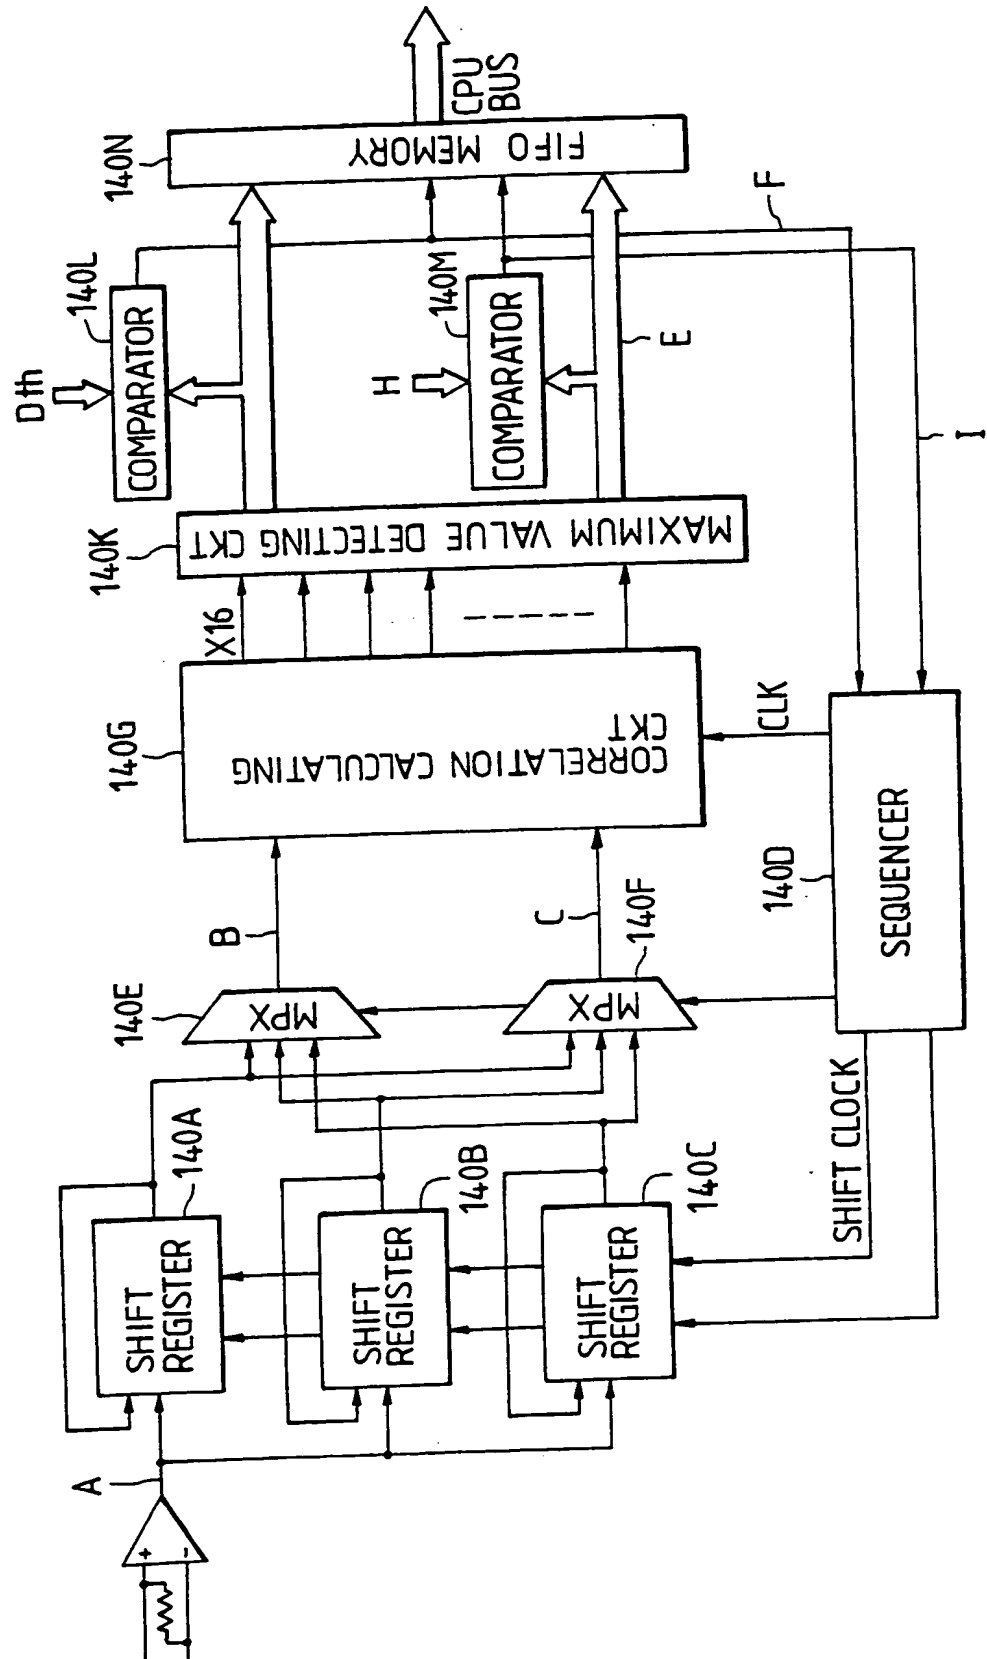 A
+
-
SHIFT
REGISTER
140A
SHIFT
REGISTER
140B
SHIFT
REGISTER
140C
140E
MPX
B
MPX
140F
C
140G
CORRELATION CALCULATING
CKT
X16
140K
MAXIMUM VALUE DETECTING CKT
Dth
COMPARATOR
140L
H
COMPARATOR
140M
E
140N
FIFO MEMORY
CPU
BUS
F
I
CLK
140D
SEQUENCER
SHIFT CLOCK